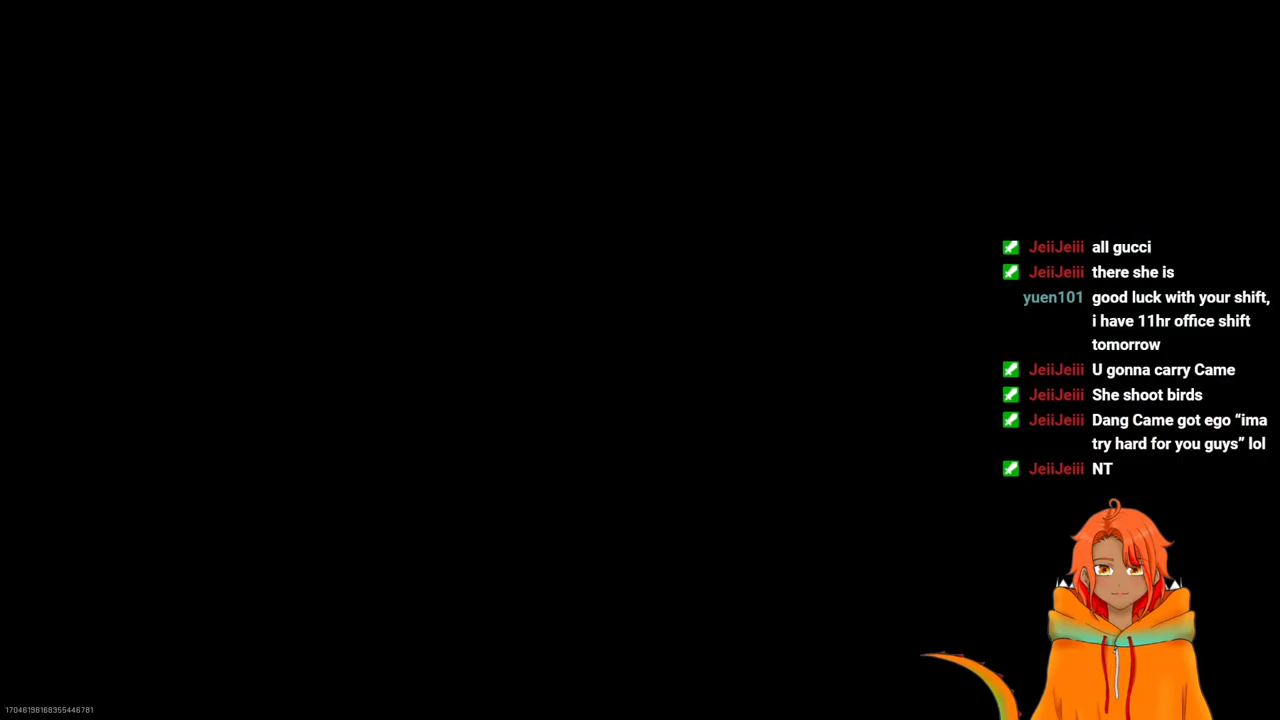 JeiiJeiii all gucci
JeiiJeiii there she is
yuen101 good luck with your shift,
i have 11hr office shift
tomorrow
JeiiJeiii U gonna carry Came
JeiiJeiii She shoot birds
JeiiJeiii Dang Came got ego “ima
try hard for you guys” lol
JeiiJeiii NT
17048198168355446781